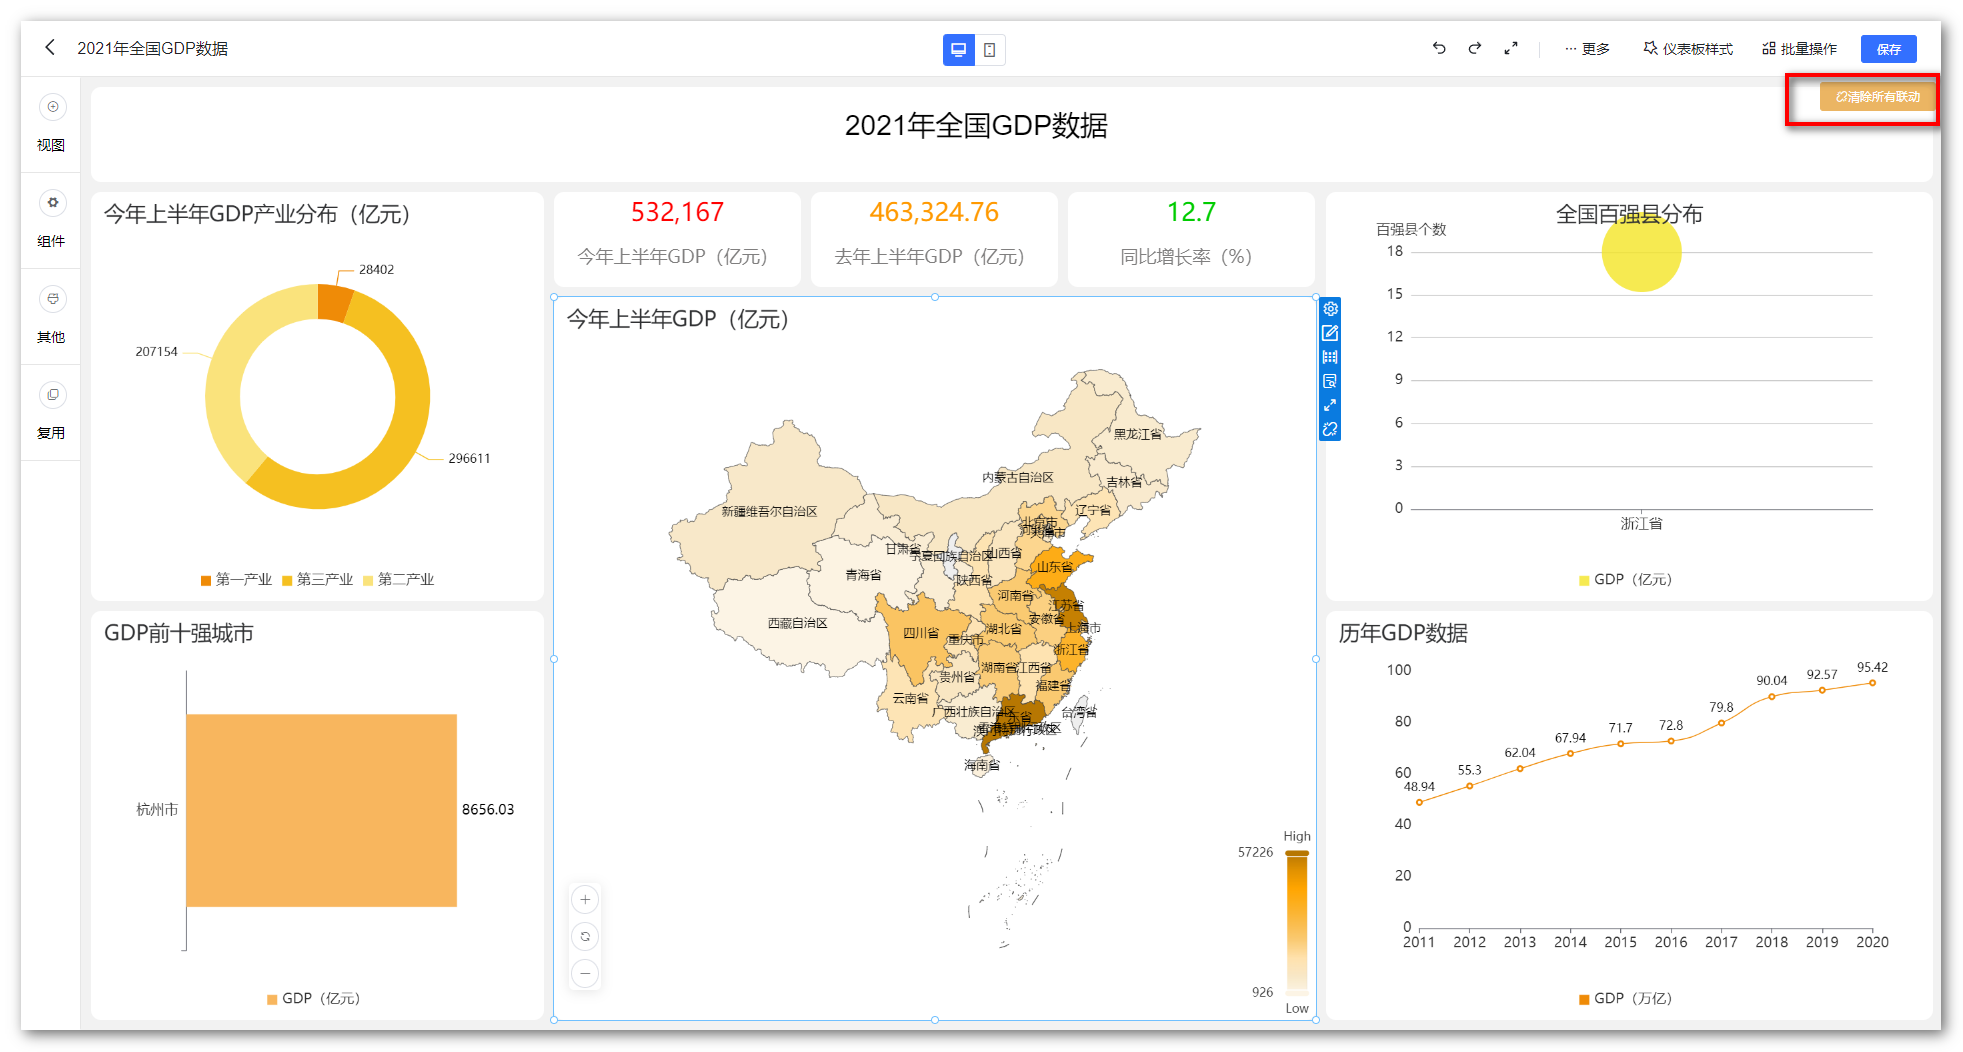 2021年全国GDP数据
··· 更多
仪表板样式
批量操作
保存
清除所有联动
视图
组件
其他
复用
2021年全国GDP数据
今年上半年GDP产业分布（亿元）
28402
207154
296611
第一产业 第三产业 第二产业
532,167
今年上半年GDP（亿元）
463,324.76
去年上半年GDP（亿元）
12.7
同比增长率（%）
全国百强县分布
百强县个数
18
15
12
9
6
3
0
浙江省
GDP（亿元）
今年上半年GDP（亿元）
黑龙江省
内蒙古自治区
吉林省
新疆维吾尔自治区
辽宁省
北京市
河北省
天津市
甘肃省
宁夏回族自治区
山西省
山东省
青海省
陕西省
河南省
江苏省
西藏自治区
安徽省
四川省
湖北省
上海市
重庆市
浙江省
湖南省
江西省
贵州省
福建省
云南省
广西壮族自治区
台湾省
海南省
High
57226
926
Low
GDP前十强城市
杭州市
8656.03
GDP（亿元）
历年GDP数据
100
80
60
40
20
0
48.94
55.3
62.04
67.94
71.7
72.8
79.8
90.04
92.57
95.42
2011 2012 2013 2014 2015 2016 2017 2018 2019 2020
GDP（万亿）